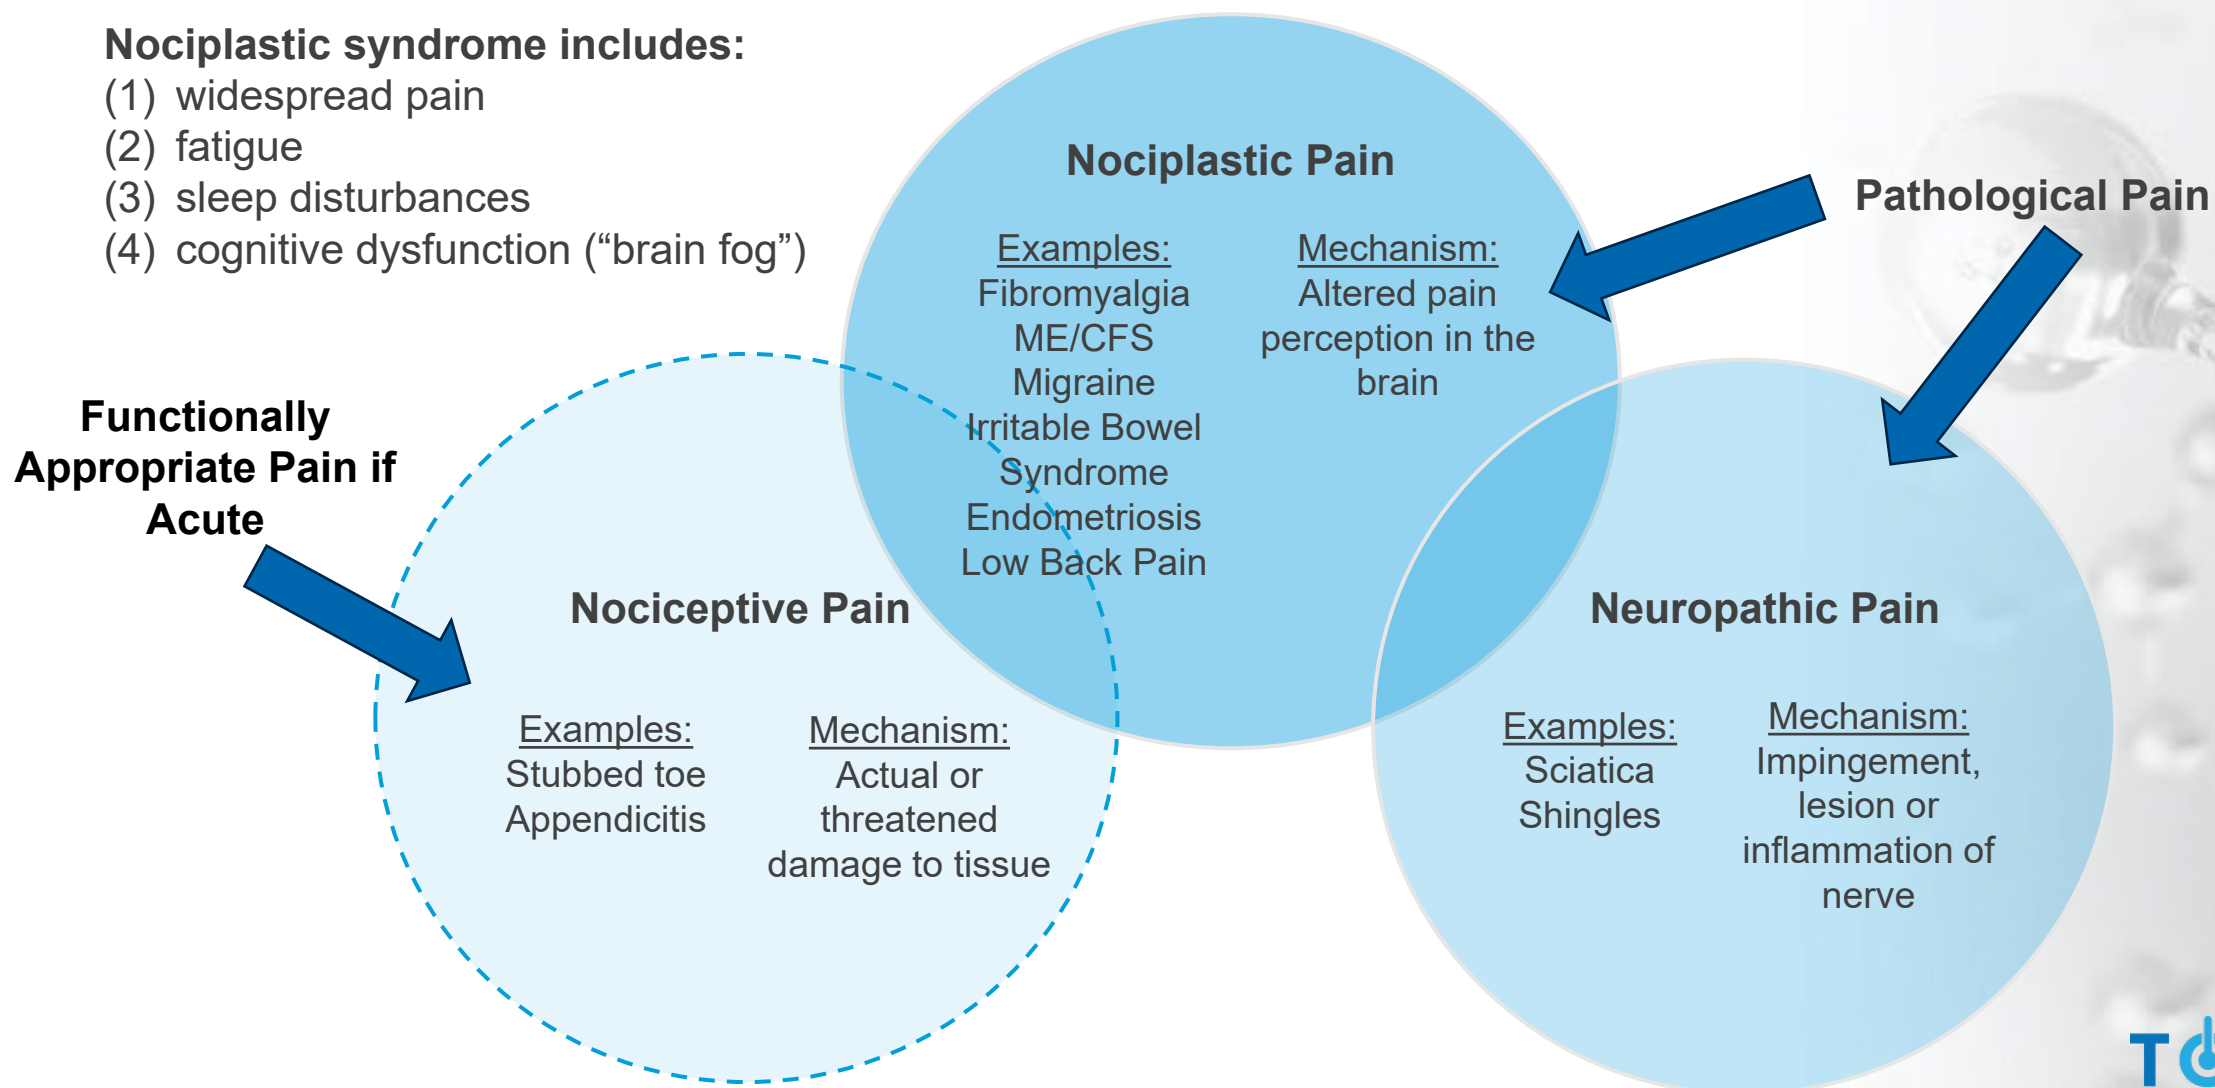 Nociplastic syndrome includes:
(1) widespread pain
(2) fatigue
(3) sleep disturbances
(4) cognitive dysfunction (“brain fog”)
Nociplastic Pain
Examples:
Fibromyalgia
ME/CFS
Migraine
Irritable Bowel
Syndrome
Endometriosis
Low Back Pain
Mechanism:
Altered pain
perception in the
brain
Pathological Pain
Functionally
Appropriate Pain if
Acute
Nociceptive Pain
Examples:
Stubbed toe
Appendicitis
Mechanism:
Actual or
threatened
damage to tissue
Neuropathic Pain
Examples:
Sciatica
Shingles
Mechanism:
Impingement,
lesion or
inflammation of
nerve